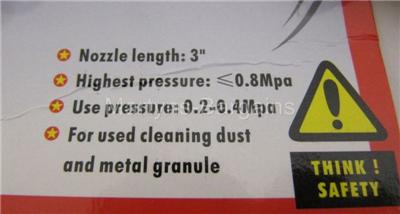 Nozzle length: 3"
Highest pressure: ≤0.8Mpa
Use pressure: 0.2-0.4Mpa
For used cleaning dust
and metal granule
THINK !
SAFETY